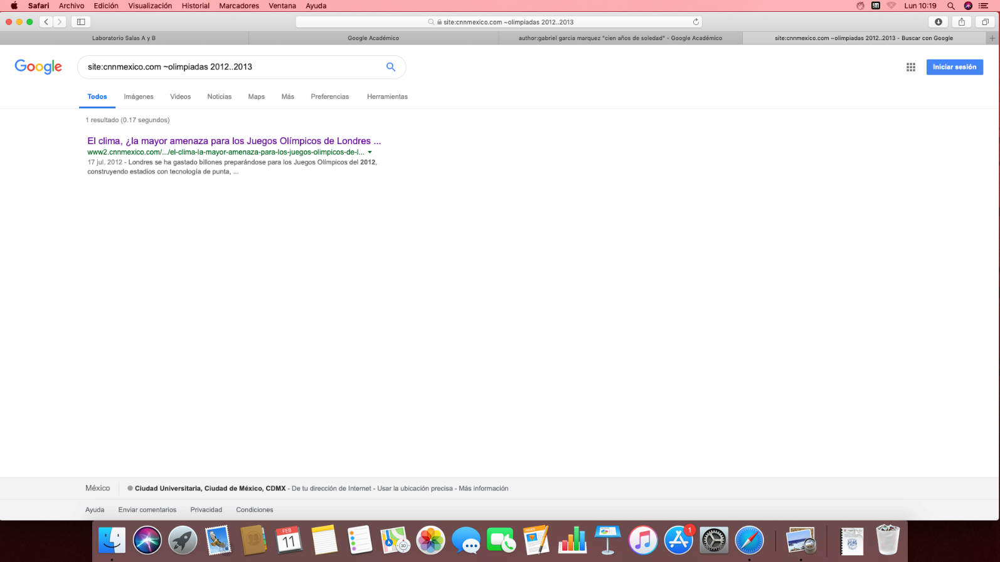 Safari Archivo Edición Visualización Historial Marcadores Ventana Ayuda Lun 10:19
site:cnnmexico.com ~olimpiadas 2012..2013
Laboratorio Salas A y B
Google Académico
author:gabriel garcia marquez "cien años de soledad" - Google Académico
site:cnnmexico.com ~olimpiadas 2012..2013 - Buscar con Google
Google
site:cnnmexico.com ~olimpiadas 2012..2013
Iniciar sesión
Todos Imágenes Videos Noticias Maps Más Preferencias Herramientas
1 resultado (0.17 segundos)
El clima, ¿la mayor amenaza para los Juegos Olímpicos de Londres ...
www2.cnnmexico.com/.../el-clima-la-mayor-amenaza-para-los-juegos-olimpicos-de-l...
17 jul. 2012 - Londres se ha gastado billones preparándose para los Juegos Olímpicos del 2012,
construyendo estadios con tecnología de punta, ...
México Ciudad Universitaria, Ciudad de México, CDMX - De tu dirección de Internet - Usar la ubicación precisa - Más información
Ayuda Enviar comentarios Privacidad Condiciones
FEB
11
3D
PAGES
1